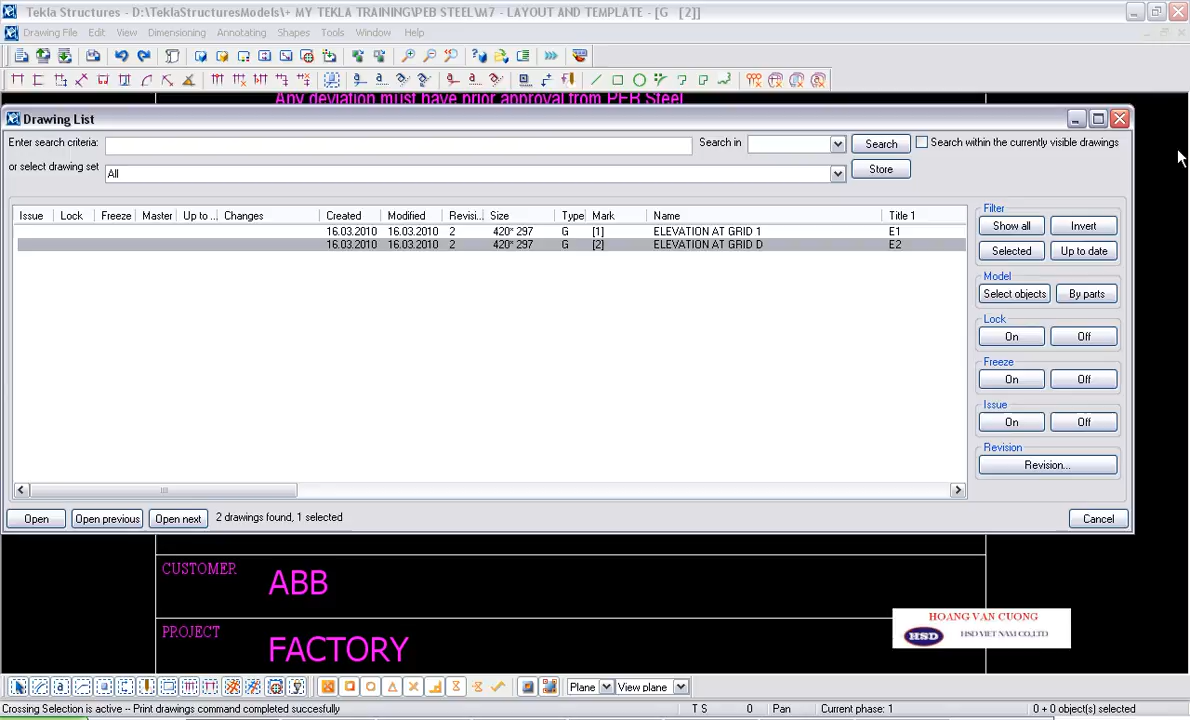 Tekla Structures - D:\TeklaStructuresModels\+ MY TEKLA TRAINING\PEB STEEL\M7 - LAYOUT AND TEMPLATE - [G [2]]
Drawing File Edit View Dimensioning Annotating Shapes Tools Window Help
Any deviation must have prior approval from PEB Steel
Drawing List
Enter search criteria: Search in Search Search within the currently visible drawings
or select drawing set All Store
Issue Lock Freeze Master Up to ... Changes Created Modified Revisi... Size Type Mark Name Title 1
16.03.2010 16.03.2010 2 420* 297 G [1] ELEVATION AT GRID 1 E1
16.03.2010 16.03.2010 2 420* 297 G [2] ELEVATION AT GRID D E2
Filter
Show all Invert
Selected Up to date
Model
Select objects By parts
Lock
On Off
Freeze
On Off
Issue
On Off
Revision
Revision...
Open Open previous Open next 2 drawings found, 1 selected Cancel
CUSTOMER ABB
PROJECT FACTORY
HOANG VAN CUONG
HSD HSD VIET NAM CO.,LTD
Plane View plane
Crossing Selection is active -- Print drawings command completed succesfully T S 0 Pan Current phase: 1 0 + 0 object(s) selected